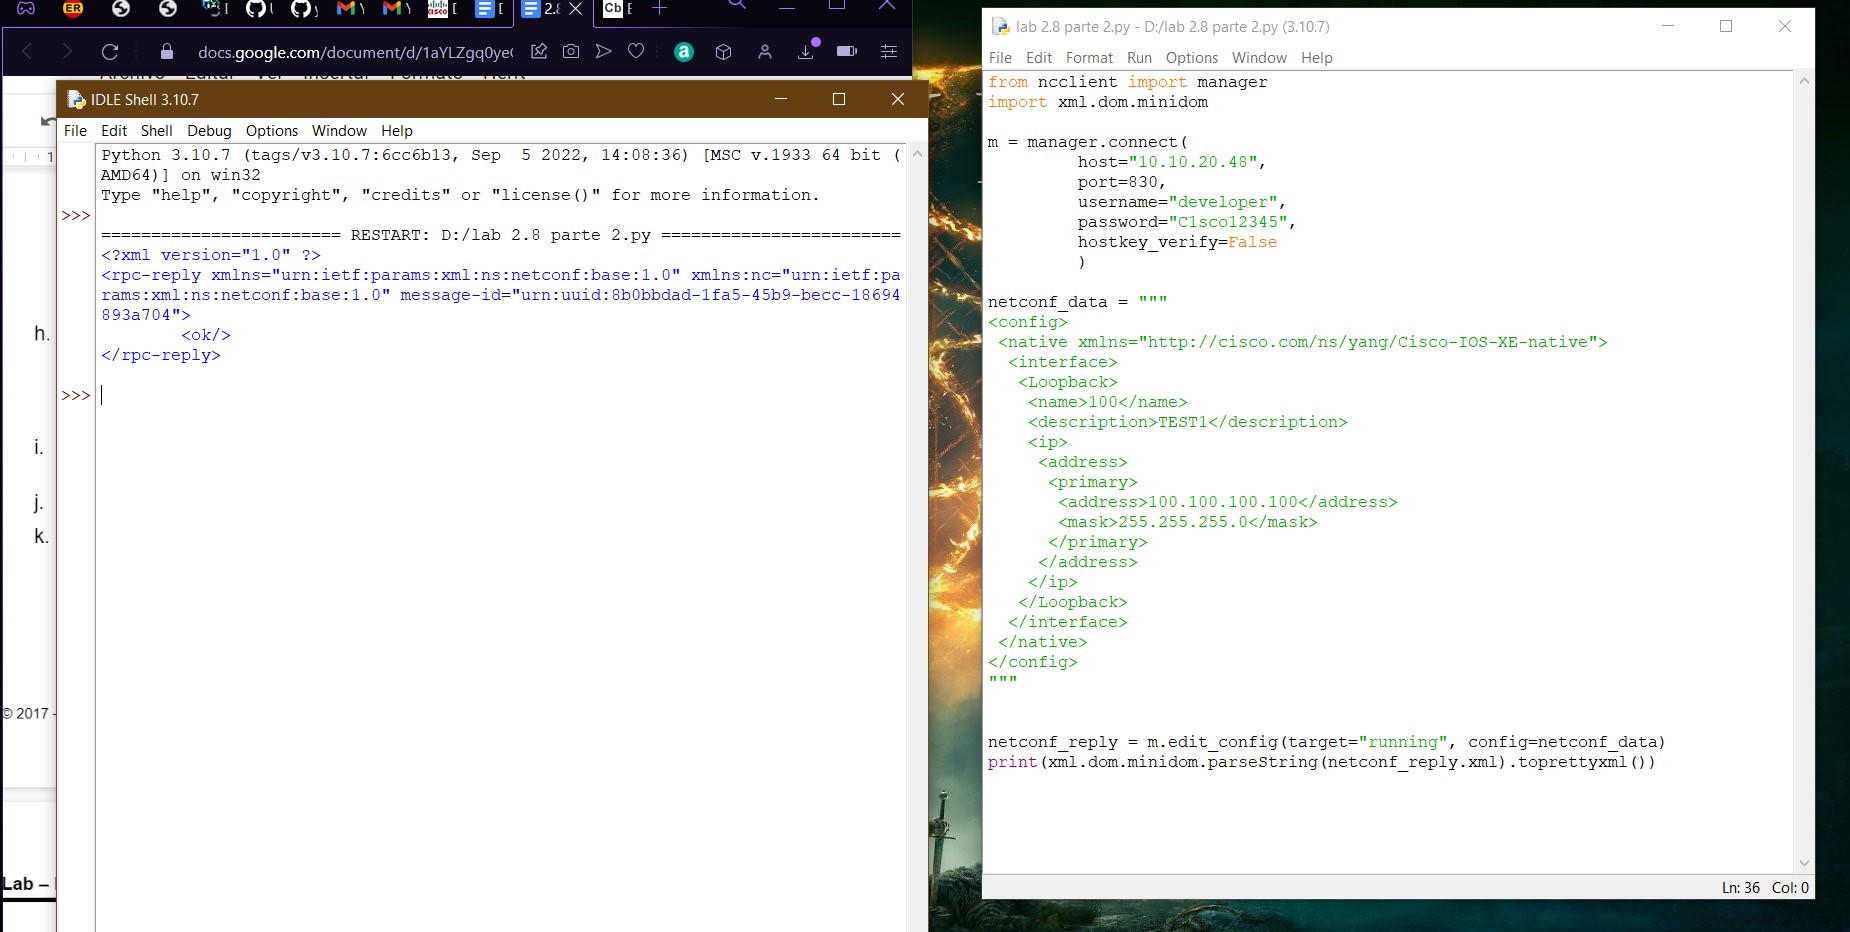 docs.google.com/document/d/1aYLZgq0ye
IDLE Shell 3.10.7
File Edit Shell Debug Options Window Help
Python 3.10.7 (tags/v3.10.7:6cc6b13, Sep  5 2022, 14:08:36) [MSC v.1933 64 bit (
AMD64)] on win32
Type "help", "copyright", "credits" or "license()" for more information.
>>>
======================== RESTART: D:/lab 2.8 parte 2.py ========================
<?xml version="1.0" ?>
<rpc-reply xmlns="urn:ietf:params:xml:ns:netconf:base:1.0" xmlns:nc="urn:ietf:pa
rams:xml:ns:netconf:base:1.0" message-id="urn:uuid:8b0bbdad-1fa5-45b9-becc-18694
893a704">
        <ok/>
</rpc-reply>
>>>
h.
i.
j.
k.
© 2017 -
Lab –
lab 2.8 parte 2.py - D:/lab 2.8 parte 2.py (3.10.7)
File Edit Format Run Options Window Help
from ncclient import manager
import xml.dom.minidom
m = manager.connect(
         host="10.10.20.48",
         port=830,
         username="developer",
         password="C1sco12345",
         hostkey_verify=False
         )
netconf_data = """
<config>
 <native xmlns="http://cisco.com/ns/yang/Cisco-IOS-XE-native">
  <interface>
   <Loopback>
    <name>100</name>
    <description>TEST1</description>
    <ip>
     <address>
      <primary>
       <address>100.100.100.100</address>
       <mask>255.255.255.0</mask>
      </primary>
     </address>
    </ip>
   </Loopback>
  </interface>
 </native>
</config>
"""
netconf_reply = m.edit_config(target="running", config=netconf_data)
print(xml.dom.minidom.parseString(netconf_reply.xml).toprettyxml())
Ln: 36 Col: 0